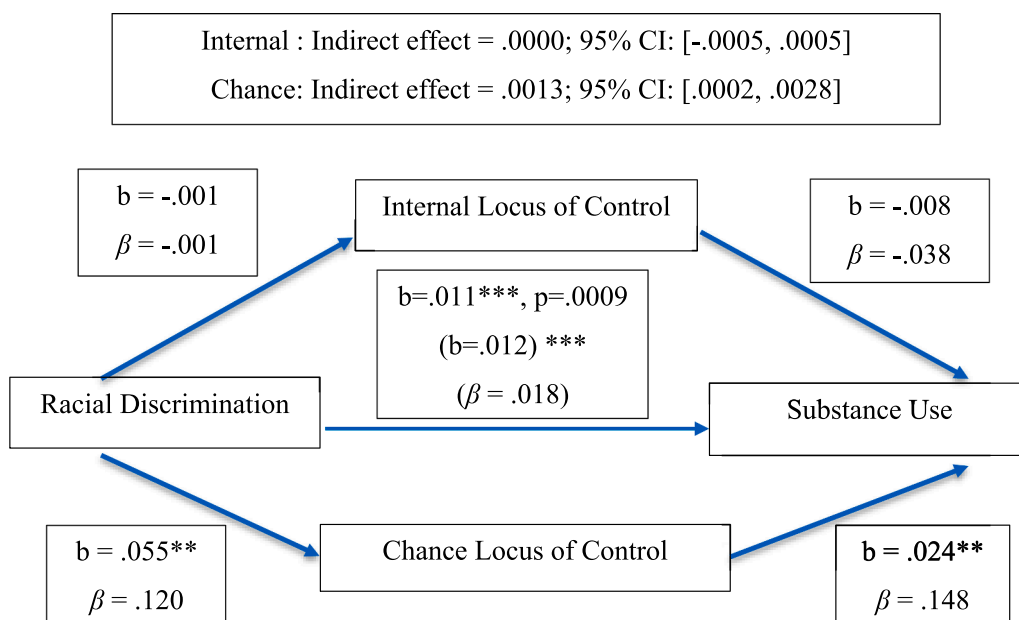 Internal : Indirect effect = .0000; 95% CI: [-.0005, .0005]
Chance: Indirect effect = .0013; 95% CI: [.0002, .0028]
b = -.001
β = -.001
Internal Locus of Control
b = -.008
β = -.038
b=.011***, p=.0009
(b=.012) ***
(β = .018)
Racial Discrimination
Substance Use
b = .055**
β = .120
Chance Locus of Control
b = .024**
β = .148